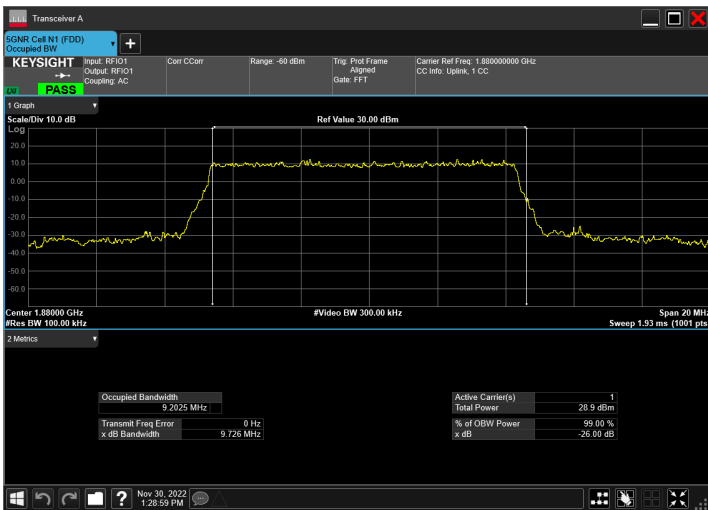 Transceiver A
5GNR Cell N1 (FDD)
Occupied BW
KEYSIGHT
Input: RFIO1
Output: RFIO1
Coupling: AC
Corr CCorr
Range: -60 dBm
Trig: Prot Frame
Aligned
Gate: FFT
Carrier Ref Freq: 1.880000000 GHz
CC Info: Uplink, 1 CC
PASS
1 Graph
Scale/Div 10.0 dB
Ref Value 30.00 dBm
Log
20.0
10.0
0.00
-10.0
-20.0
-30.0
-40.0
-50.0
-60.0
Center 1.88000 GHz
#Video BW 300.00 kHz
Span 20 MHz
#Res BW 100.00 kHz
Sweep 1.93 ms (1001 pts
2 Metrics
Occupied Bandwidth
9.2025 MHz
Transmit Freq Error 0 Hz
x dB Bandwidth 9.726 MHz
Active Carrier(s) 1
Total Power 28.9 dBm
% of OBW Power 99.00 %
x dB -26.00 dB
Nov 30, 2022
1:28:59 PM